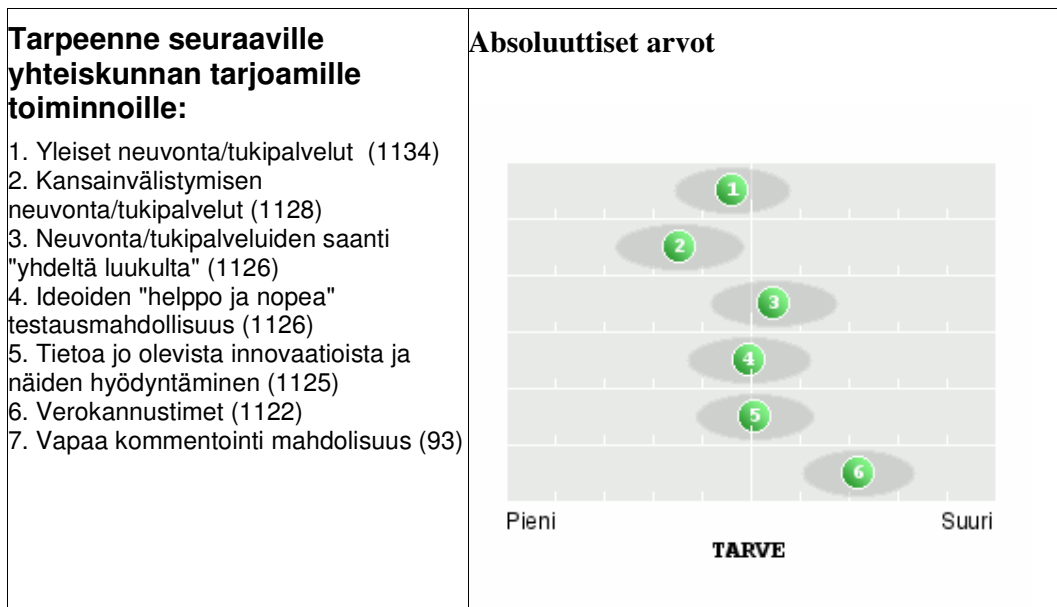 Tarpeenne seuraaville
yhteiskunnan tarjoamille
toiminnoille:
1. Yleiset neuvonta/tukipalvelut (1134)
2. Kansainvälistymisen
neuvonta/tukipalvelut (1128)
3. Neuvonta/tukipalveluiden saanti
"yhdeltä luukulta" (1126)
4. Ideoiden "helppo ja nopea"
testausmahdollisuus (1126)
5. Tietoa jo olevista innovaatioista ja
näiden hyödyntäminen (1125)
6. Verokannustimet (1122)
7. Vapaa kommentointi mahdolisuus (93)
Absoluuttiset arvot
1
2
3
4
5
6
Pieni
Suuri
TARVE